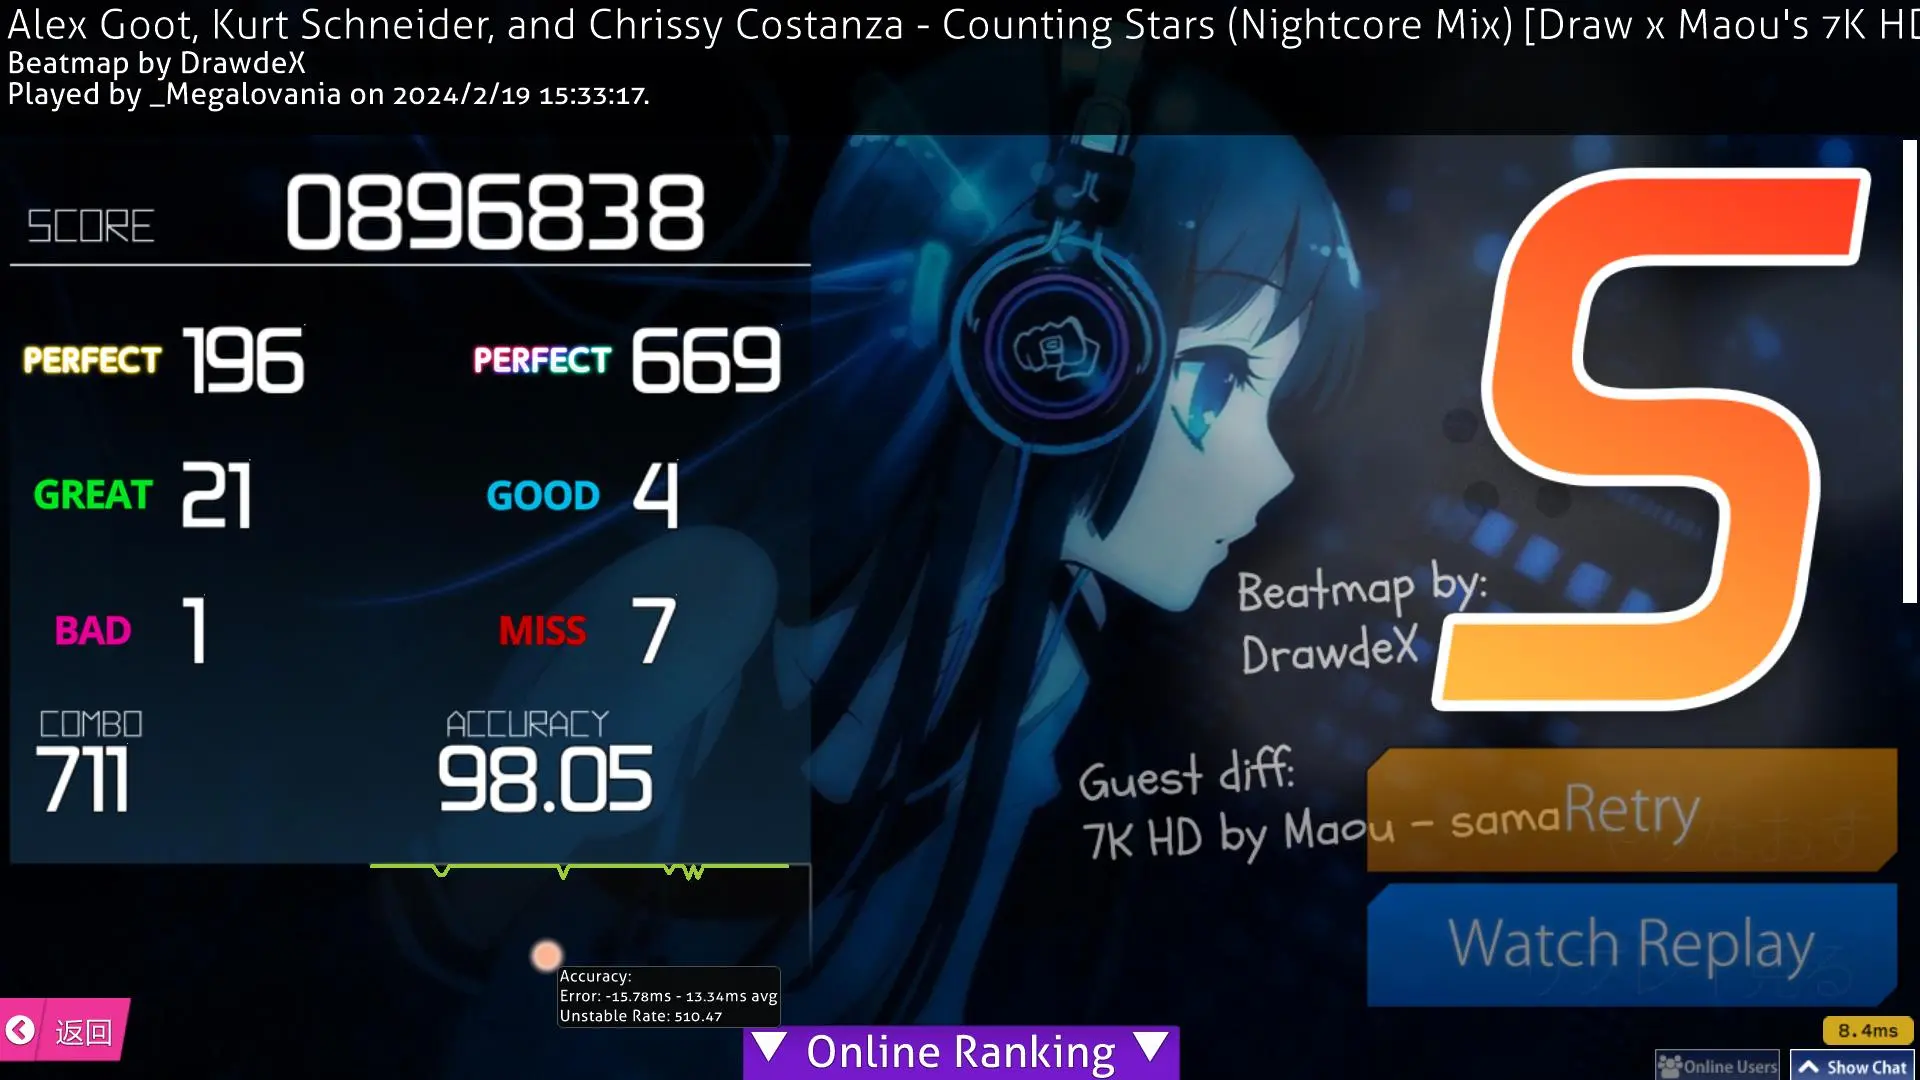 Alex Goot, Kurt Schneider, and Chrissy Costanza - Counting Stars (Nightcore Mix) [Draw x Maou's 7K HD
Beatmap by DrawdeX
Played by _Megalovania on 2024/2/19 15:33:17.
SCORE 0896838
PERFECT 196 PERFECT 669
GREAT 21 GOOD 4
BAD 1 MISS 7
COMBO ACCURACY
711 98.05
Beatmap by:
DrawdeX
Guest diff:
7K HD by Maou - sama
Retry
Watch Replay
Accuracy:
Error: -15.78ms - 13.34ms avg
Unstable Rate: 510.47
返回
Online Ranking
8.4ms
Online Users
Show Chat